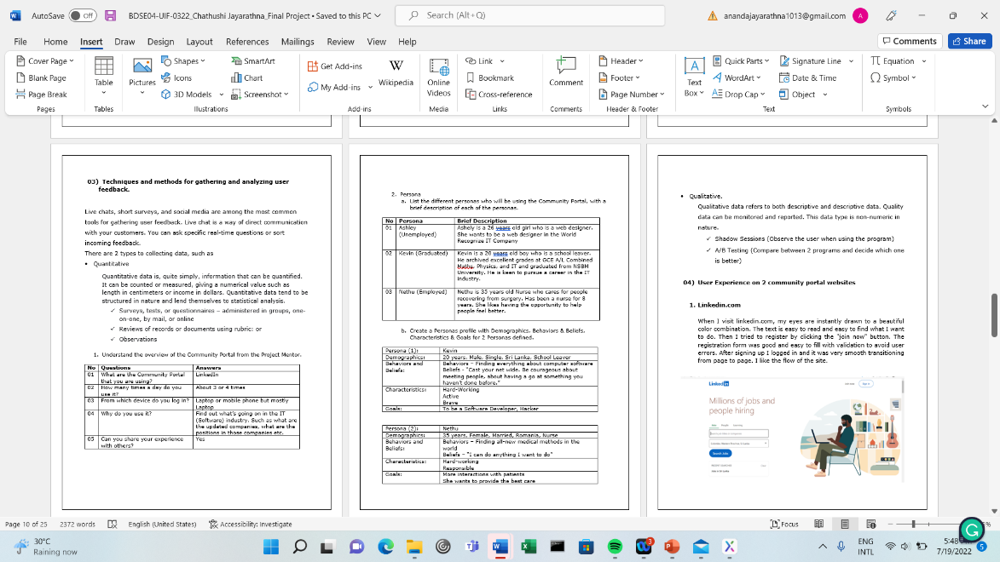 AutoSave Off BDSE04-UIF-0322_Chathushi Jayarathna_Final Project • Saved to this PC Search (Alt+Q) anandajayarathna1013@gmail.com A
File Home Insert Draw Design Layout References Mailings Review View Help Comments Share
Cover Page
Blank Page
Page Break
Pages
Table
Tables
Pictures
Shapes
Icons
3D Models
SmartArt
Chart
Screenshot
Illustrations
Get Add-ins
My Add-ins
Wikipedia
Add-ins
Online
Videos
Media
Link
Bookmark
Cross-reference
Links
Comment
Comments
Header
Footer
Page Number
Header & Footer
Text
Box
Quick Parts
WordArt
Drop Cap
Signature Line
Date & Time
Object
Text
Equation
Symbol
Symbols
03) Techniques and methods for gathering and analyzing user
feedback.
Live chats, short surveys, and social media are among the most common
tools for gathering user feedback. Live chat is a way of direct communication
with your customers. You can ask specific real-time questions or sort
incoming feedback.
There are 2 types to collecting data, such as
• Quantitative
Quantitative data is, quite simply, information that can be quantified.
It can be counted or measured, giving a numerical value such as
length in centimeters or income in dollars. Quantitative data tend to be
structured in nature and lend themselves to statistical analysis.
✓ Surveys, tests, or questionnaires – administered in groups, one-
on-one, by mail, or online
✓ Reviews of records or documents using rubric: or
✓ Observations
1. Understand the overview of the Community Portal from the Project Mentor.
No Questions Answers
01 What are the Community Portal LinkedIn
that you are using?
02 How many times a day do you About 3 or 4 times
use it?
03 From which device do you log in? Laptop or mobile phone but mostly
Laptop
04 Why do you use it? Find out what's going on in the IT
(Software) industry. Such as what are
the updated companies, what are the
positions in those companies etc.
05 Can you share your experience Yes
with others?
2. Persona
a. List the different personas who will be using the Community Portal, with a
brief description of each of the personas.
No Persona Brief Description
01 Ashley Ashely is a 26 years old girl who is a web designer.
(Unemployed) She wants to be a web designer in the World
Recognize IT Company
02 Kevin (Graduated) Kevin is a 20 years old boy who is a school leaver.
He archived excellent grades at GCE A/L Combined
Maths, Physics, and IT and graduated from NSBM
University. He is keen to pursue a career in the IT
industry.
03 Nethu (Employed) Nethu is 35 years old Nurse who cares for people
recovering from surgery. Has been a nurse for 8
years. She likes having the opportunity to help
people feel better.
b. Create a Personas profile with Demographics, Behaviors & Beliefs,
Characteristics & Goals for 2 Personas defined.
Persona (1): Kevin
Demographics: 20 years, Male, Single, Sri Lanka, School Leaver
Behaviors and Behaviors – Finding everything about computer software
Beliefs: Beliefs – "Cast your net wide. Be courageous about
meeting people, about having a go at something you
haven't done before."
Characteristics: Hard-Working
Active
Brave
Goals: To be a Software Developer, Hacker
Persona (2): Nethu
Demographics: 35 years, Female, Married, Romania, Nurse
Behaviors and Behaviors – Finding all-new medical methods in the
Beliefs: world
Beliefs – "I can do anything I want to do"
Characteristics: Hard-working
Responsible
Goals: More interactions with patients
She wants to provide the best care
• Qualitative.
Qualitative data refers to both descriptive and descriptive data. Quality
data can be monitored and reported. This data type is non-numeric in
nature.
✓ Shadow Sessions (Observe the user when using the program)
✓ A/B Testing (Compare between 2 programs and decide which one
is better)
04) User Experience on 2 community portal websites
1. Linkedin.com
When I visit linkedin.com, my eyes are instantly drawn to a beautiful
color combination. The text is easy to read and easy to find what I want
to do. Then I tried to register by clicking the "join now" button. The
registration form was good and easy to fill with validation to avoid user
errors. After signing up I logged in and it was very smooth transitioning
from page to page. I like the flow of the site.
Linked in
Millions of jobs and
people hiring
Page 10 of 25 2372 words English (United States) Accessibility: Investigate Focus
30°C
Raining now
ENG
INTL
5:48
7/19/2022
3
5